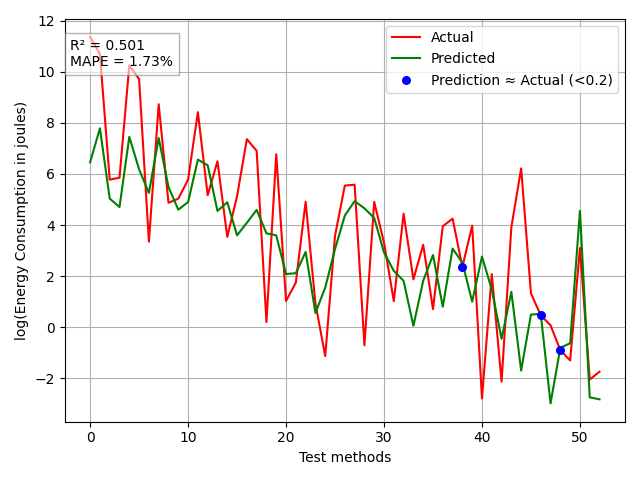 R² = 0.501
MAPE = 1.73%
Actual
Predicted
Prediction ≈ Actual (<0.2)
log(Energy Consumption in joules)
12
10
8
6
4
2
0
−2
0 10 20 30 40 50
Test methods